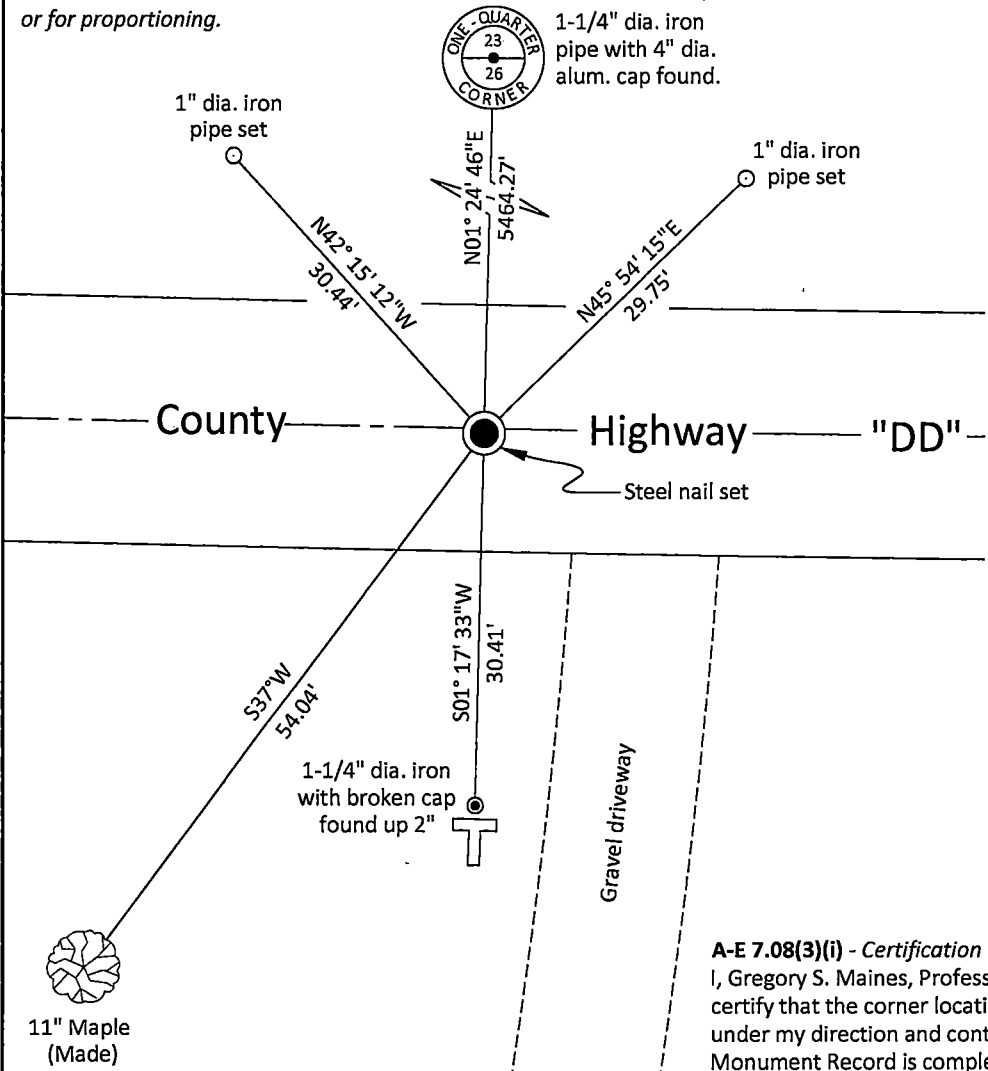 or for proportioning.
ONE-QUARTER
23
26
CORNER
1-1/4" dia. iron
pipe with 4" dia.
alum. cap found.
1" dia. iron
pipe set
1" dia. iron
pipe set
N01° 24' 46"E
5464.27'
N42° 15' 12"W
30.44'
N45° 54' 15"E
29.75'
County Highway "DD"
Steel nail set
S37°W
54.04'
S01° 17' 33"W
30.41'
1-1/4" dia. iron
with broken cap
found up 2"
Gravel driveway
11" Maple
(Made)
A-E 7.08(3)(i) - Certification
I, Gregory S. Maines, Profess
certify that the corner locati
under my direction and cont
Monument Record is comple